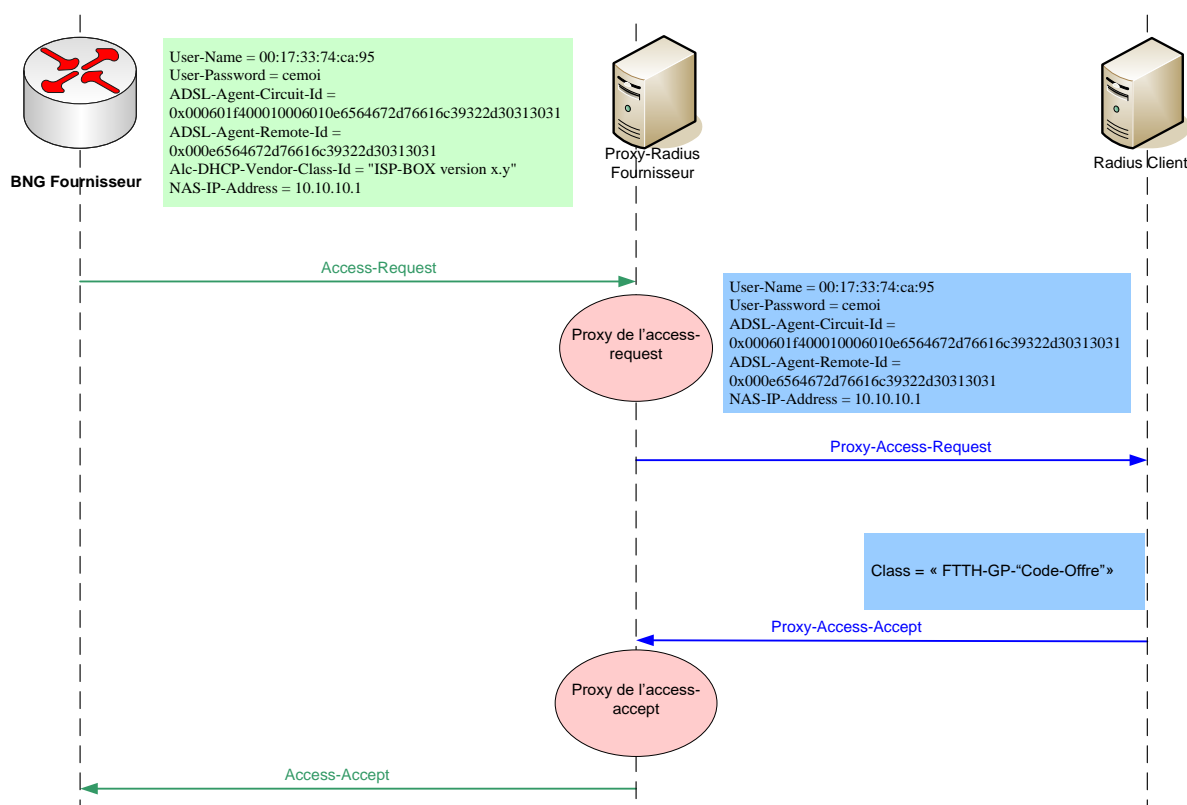 User-Name = 00:17:33:74:ca:95
User-Password = cemoi
ADSL-Agent-Circuit-Id =
0x000601f400010006010e6564672d76616c39322d30313031
ADSL-Agent-Remote-Id =
0x000e6564672d76616c39322d30313031
Alc-DHCP-Vendor-Class-Id = "ISP-BOX version x.y"
NAS-IP-Address = 10.10.10.1
BNG Fournisseur
Proxy-Radius
Fournisseur
Radius Client
Access-Request
Proxy de l’access-
request
User-Name = 00:17:33:74:ca:95
User-Password = cemoi
ADSL-Agent-Circuit-Id =
0x000601f400010006010e6564672d76616c39322d30313031
ADSL-Agent-Remote-Id =
0x000e6564672d76616c39322d30313031
NAS-IP-Address = 10.10.10.1
Proxy-Access-Request
Class = « FTTH-GP-“Code-Offre”»
Proxy-Access-Accept
Proxy de l’access-
accept
Access-Accept